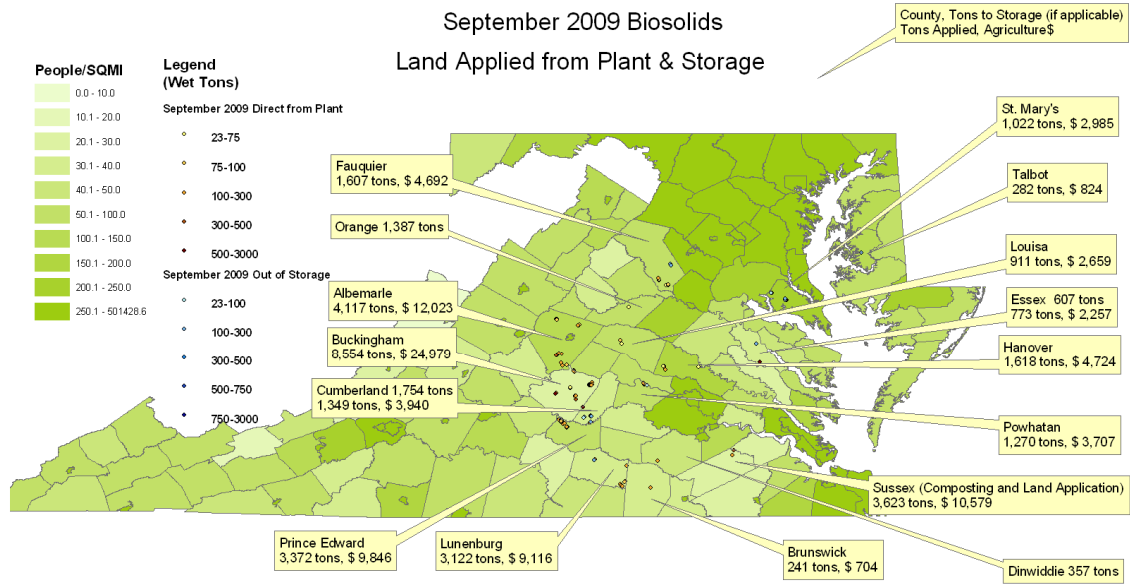 September 2009 Biosolids
Land Applied from Plant & Storage
County, Tons to Storage (if applicable)
Tons Applied, Agriculture$
People/SQMI
0.0 - 10.0
10.1 - 20.0
20.1 - 30.0
30.1 - 40.0
40.1 - 50.0
50.1 - 100.0
100.1 - 150.0
150.1 - 200.0
200.1 - 250.0
250.1 - 501428.6
Legend
(Wet Tons)
September 2009 Direct from Plant
23-75
75-100
100-300
300-500
500-3000
September 2009 Out of Storage
23-100
100-300
300-500
500-750
750-3000
Fauquier
1,607 tons, $ 4,692
Orange 1,387 tons
Albemarle
4,117 tons, $ 12,023
Buckingham
8,554 tons, $ 24,979
Cumberland 1,754 tons
1,349 tons, $ 3,940
St. Mary's
1,022 tons, $ 2,985
Talbot
282 tons, $ 824
Louisa
911 tons, $ 2,659
Essex 607 tons
773 tons, $ 2,257
Hanover
1,618 tons, $ 4,724
Powhatan
1,270 tons, $ 3,707
Sussex (Composting and Land Application)
3,623 tons, $ 10,579
Prince Edward
3,372 tons, $ 9,846
Lunenburg
3,122 tons, $ 9,116
Brunswick
241 tons, $ 704
Dinwiddie 357 tons